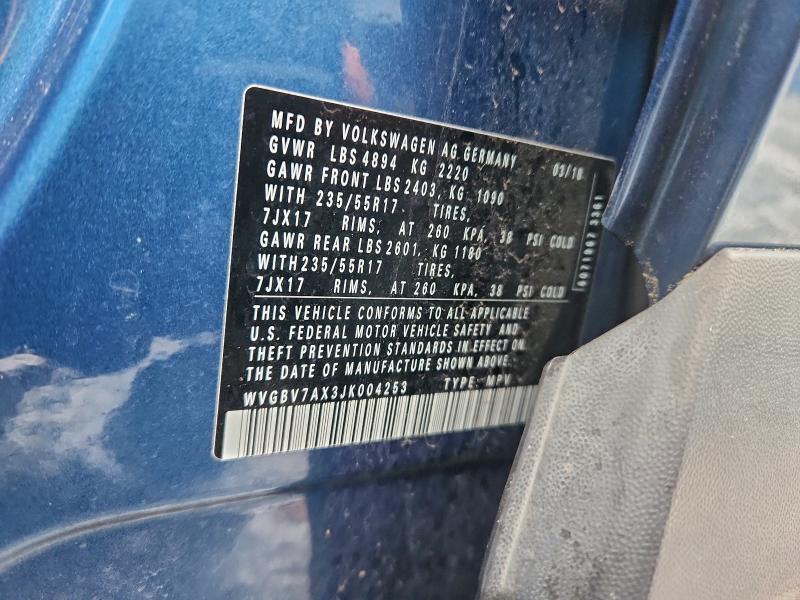 MFD BY VOLKSWAGEN AG GERMANY 03/18
GVWR LBS 4894 KG 2220
GAWR FRONT LBS 2403, KG 1090
WITH 235/55R17 TIRES,
7JX17 RIMS, AT 260 KPA, 38 PSI COLD
GAWR REAR LBS 2601, KG 1180
WITH 235/55R17 TIRES,
7JX17 RIMS, AT 260 KPA, 38 PSI COLD
THIS VEHICLE CONFORMS TO ALL APPLICABLE
U.S. FEDERAL MOTOR VEHICLE SAFETY AND
THEFT PREVENTION STANDARDS IN EFFECT ON
THE DATE OF MANUFACTURE SHOWN ABOVE.
WVGBV7AX3JK004253 TYPE: MPV